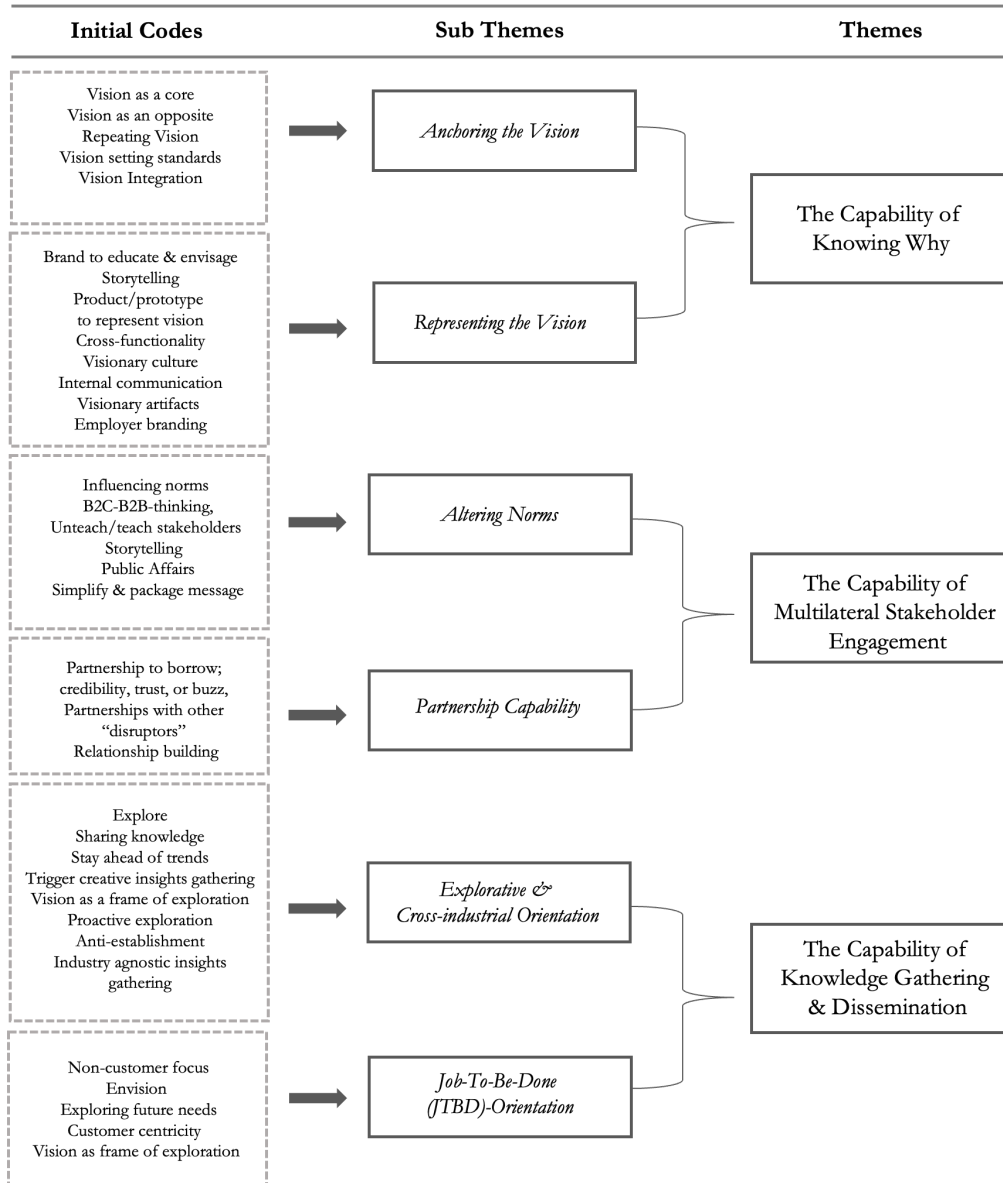 Initial Codes
Sub Themes
Themes
Vision as a core
Vision as an opposite
Repeating Vision
Vision setting standards
Vision Integration
Anchoring the Vision
The Capability of
Knowing Why
Brand to educate & envisage
Storytelling
Product/prototype
to represent vision
Cross-functionality
Visionary culture
Internal communication
Visionary artifacts
Employer branding
Representing the Vision
Influencing norms
B2C-B2B-thinking,
Unteach/teach stakeholders
Storytelling
Public Affairs
Simplify & package message
Altering Norms
The Capability of
Multilateral Stakeholder
Engagement
Partnership to borrow;
credibility, trust, or buzz,
Partnerships with other
“disruptors”
Relationship building
Partnership Capability
Explore
Sharing knowledge
Stay ahead of trends
Trigger creative insights gathering
Vision as a frame of exploration
Proactive exploration
Anti-establishment
Industry agnostic insights
gathering
Explorative &
Cross-industrial Orientation
The Capability of
Knowledge Gathering
& Dissemination
Non-customer focus
Envision
Exploring future needs
Customer centricity
Vision as frame of exploration
Job-To-Be-Done
(JTBD)-Orientation